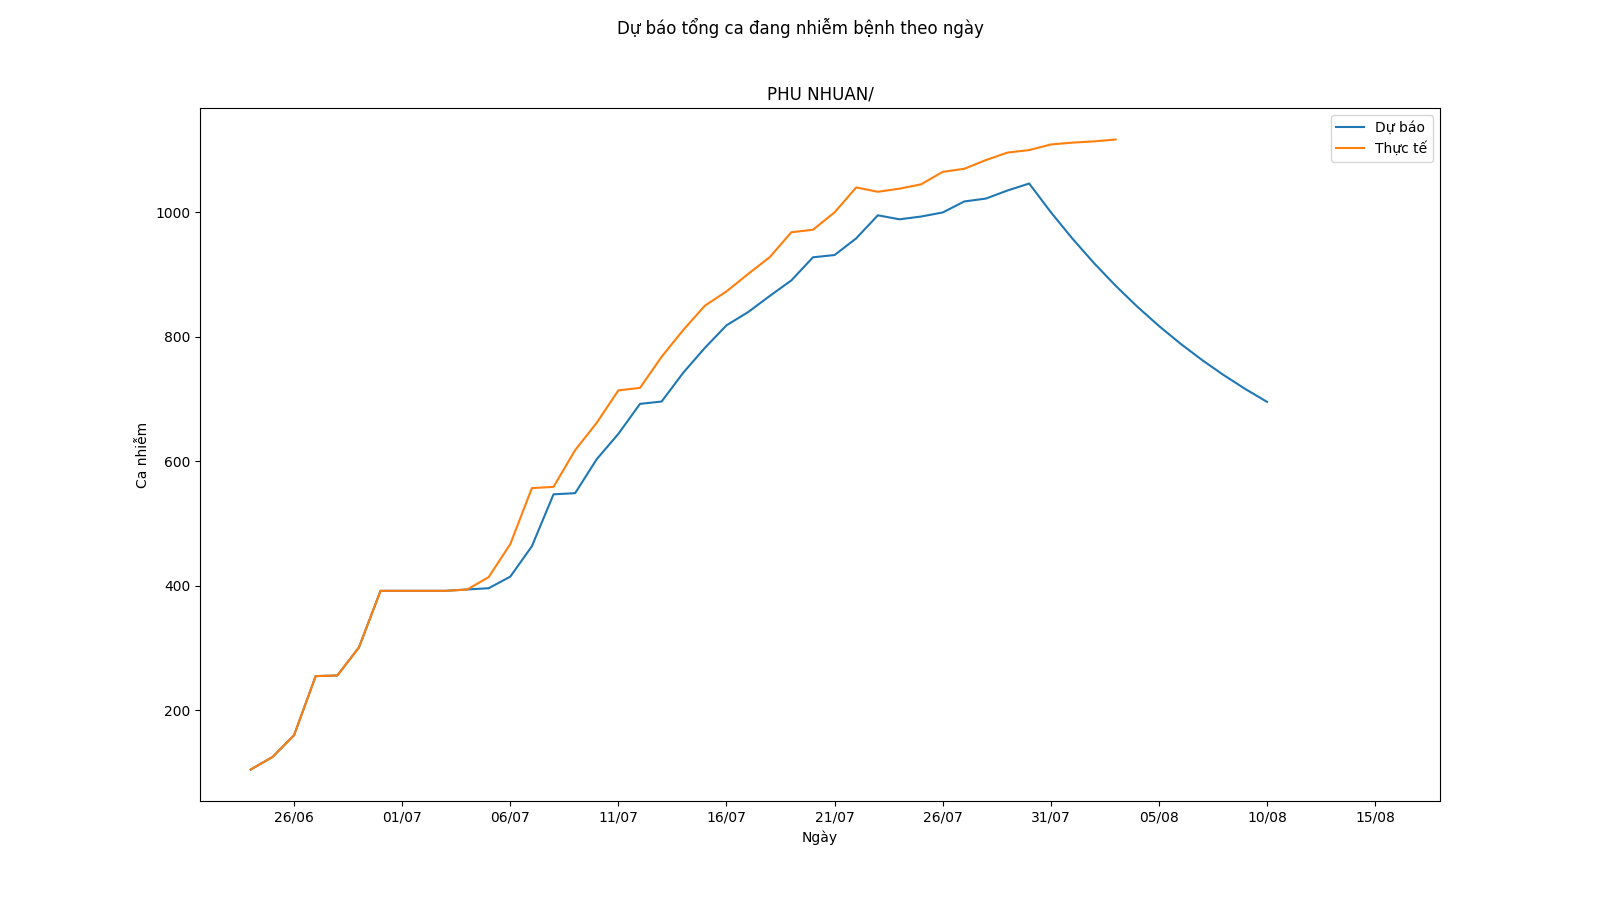 Dự báo tổng ca đang nhiễm bệnh theo ngày
PHU NHUAN/
Dự báo
Thực tế
1000
800
600
400
200
Ca nhiễm
26/06
01/07
06/07
11/07
16/07
21/07
26/07
31/07
05/08
10/08
15/08
Ngày